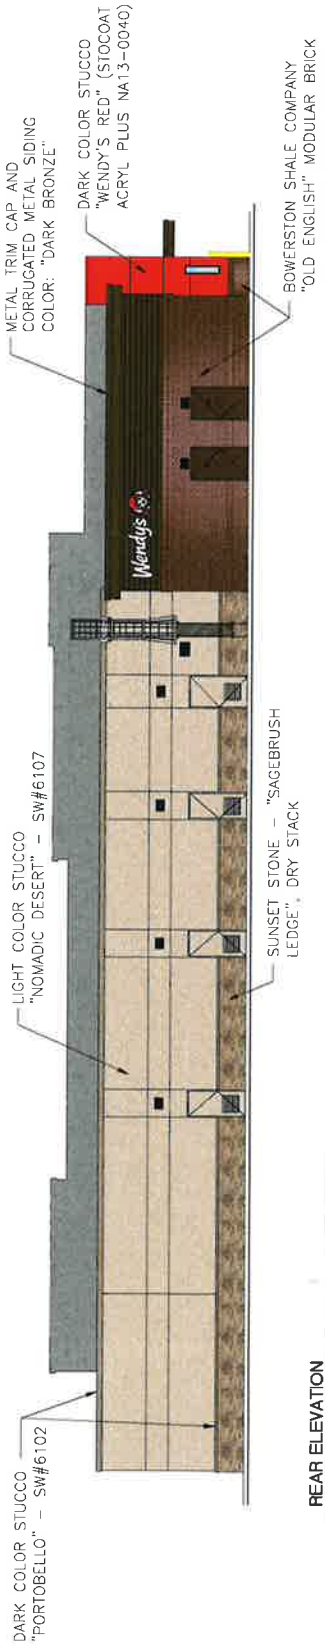 DARK COLOR STUCCO
"PORTOBELLO" - SW#6102
LIGHT COLOR STUCCO
"NOMADIC DESERT" - SW#6107
METAL TRIM CAP AND
CORRUGATED METAL SIDING
COLOR: "DARK BRONZE"
DARK COLOR STUCCO
"WENDY'S RED" (STOCOAT
ACRYL PLUS NA13-0040)
Wendy's
SUNSET STONE - "SAGEBRUSH
LEDGE", DRY STACK
BOWERSTON SHALE COMPANY
"OLD ENGLISH" MODULAR BRICK
REAR ELEVATION